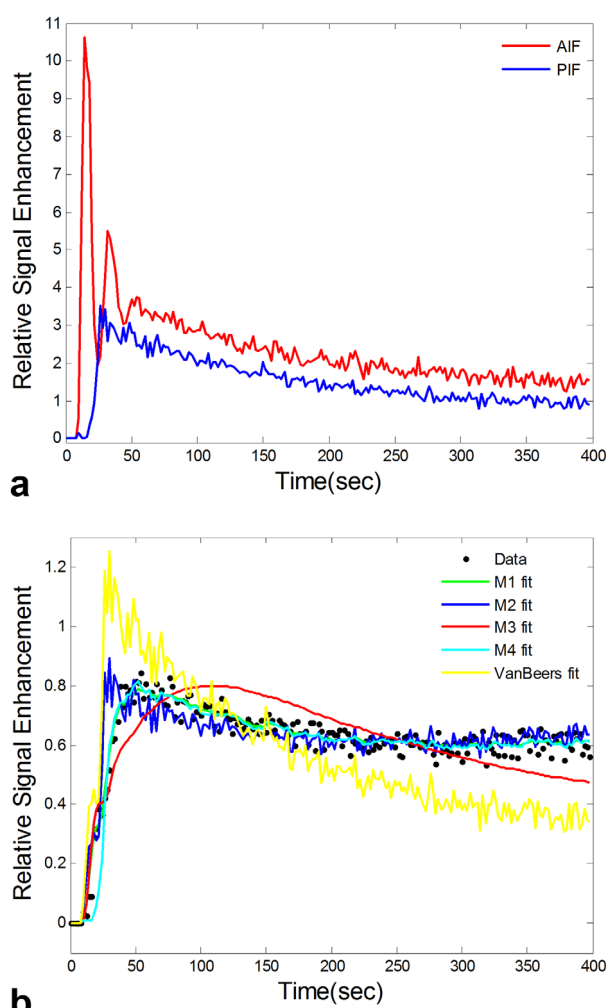 11
10
9
8
7
6
5
4
3
2
1
0
Relative Signal Enhancement
AIF
PIF
0 50 100 150 200 250 300 350 400
Time(sec)
a
1.2
1
0.8
0.6
0.4
0.2
0
Relative Signal Enhancement
Data
M1 fit
M2 fit
M3 fit
M4 fit
VanBeers fit
0 50 100 150 200 250 300 350 400
Time(sec)
b